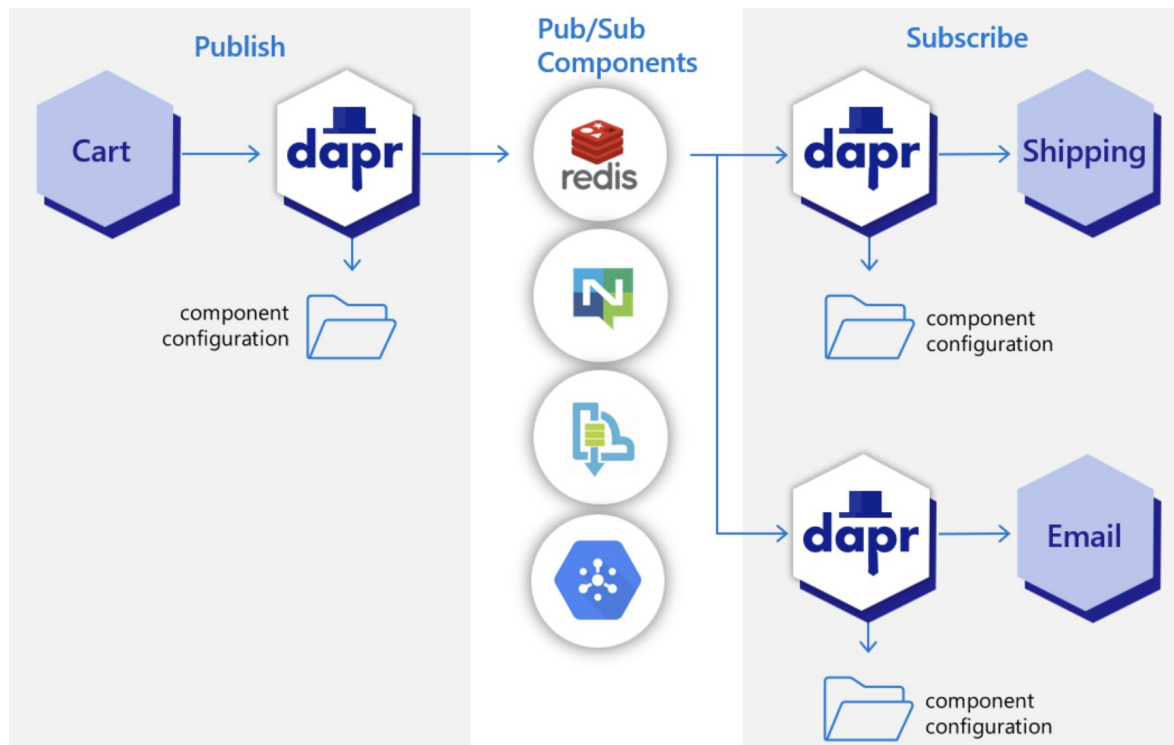 Publish
Pub/Sub
Components
Subscribe
Cart
dapr
redis
dapr
Shipping
component
configuration
component
configuration
N
dapr
Email
component
configuration